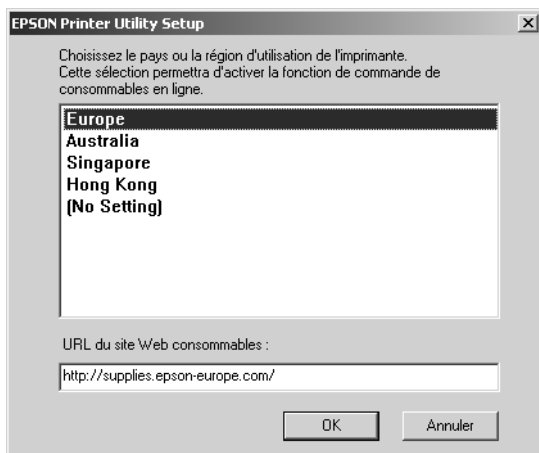 EPSON Printer Utility Setup
Choisissez le pays ou la région d'utilisation de l'imprimante.
Cette sélection permettra d'activer la fonction de commande de
consommables en ligne.
Europe
Australia
Singapore
Hong Kong
(No Setting)
URL du site Web consommables :
http://supplies.epson-europe.com/
OK
Annuler